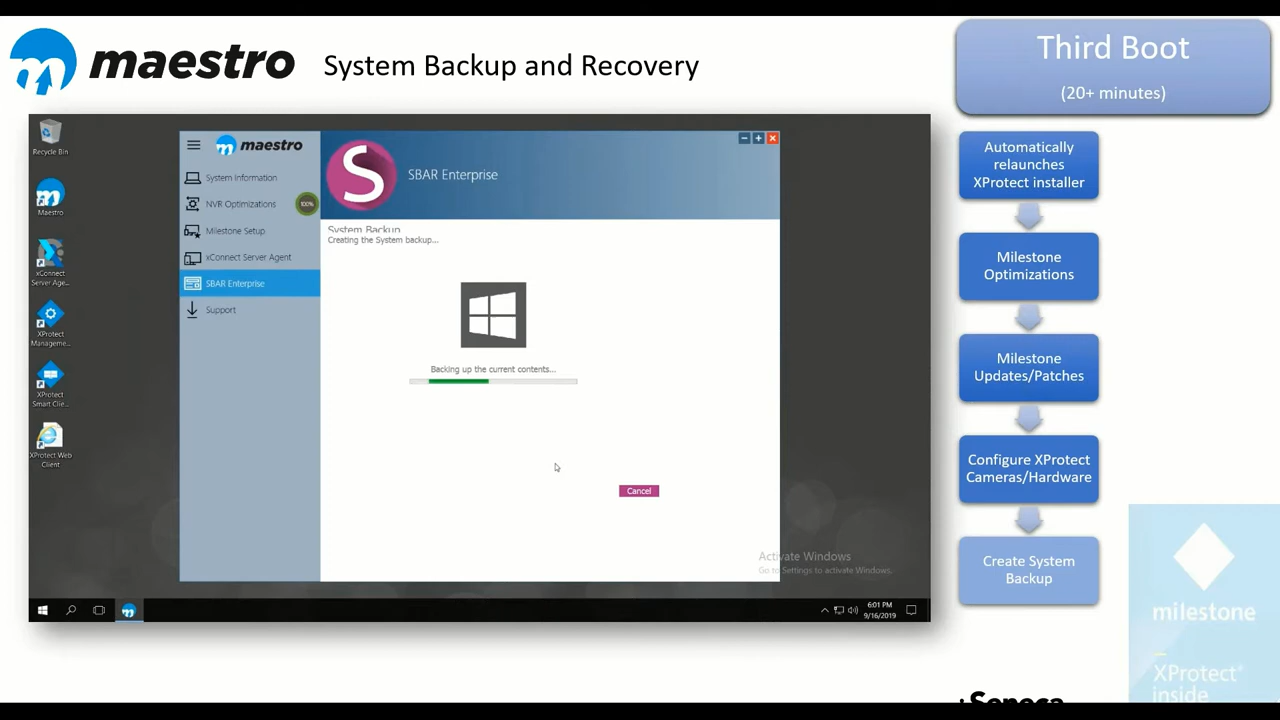 maestro
System Backup and Recovery
Third Boot
(20+ minutes)
Automatically
relaunches
XProtect installer
Milestone
Optimizations
Milestone
Updates/Patches
Configure XProtect
Cameras/Hardware
Create System
Backup
Recycle Bin
Maestro
xConnect
Server Age...
XProtect
Manageme...
XProtect
Smart Clie...
XProtect Web
Client
maestro
System Information
NVR Optimizations
100%
Milestone Setup
xConnect Server Agent
SBAR Enterprise
Support
S
SBAR Enterprise
System Backup
Creating the System backup...
Backing up the current contents...
Cancel
Activate Windows
Go to Settings to activate Windows.
6:01 PM
9/16/2019
milestone
XProtect®
inside
Seneca